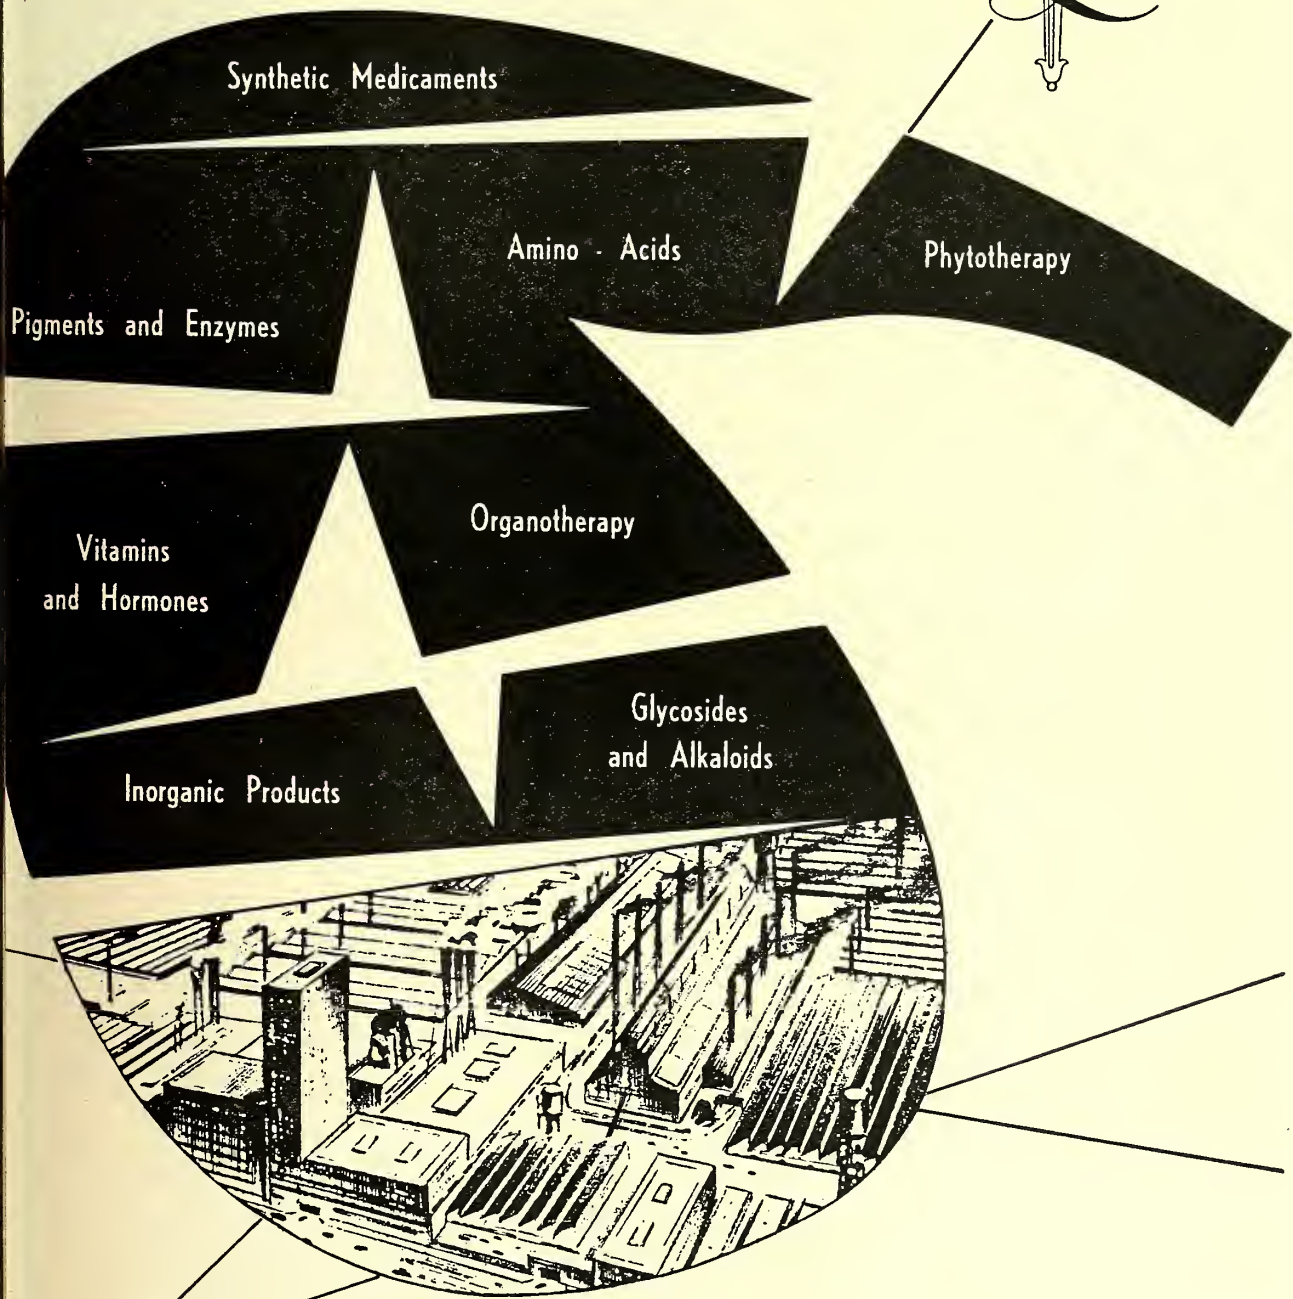 Synthetic Medicaments
Amino - Acids
Phytotherapy
Pigments and Enzymes
Organotherapy
Vitamins
and Hormones
Glycosides
and Alkaloids
Inorganic Products